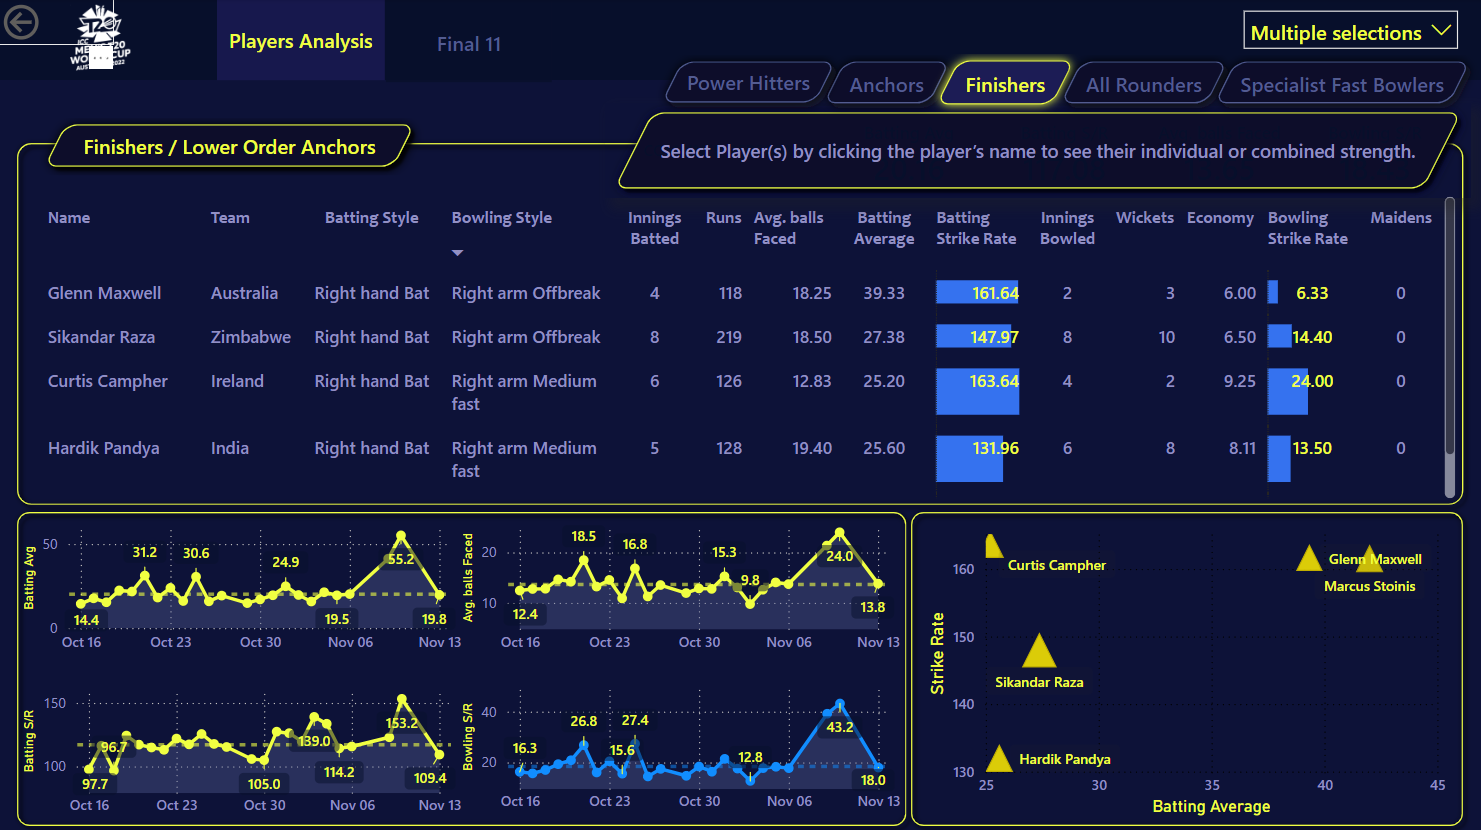 T20
ICC
MEN'S T20
WORLD CUP
Players Analysis
Final 11
Multiple selections
Power Hitters
Anchors
Finishers
All Rounders
Specialist Fast Bowlers
Finishers / Lower Order Anchors
Select Player(s) by clicking the player's name to see their individual or combined strength.
Name Team Batting Style Bowling Style Innings Batted Runs Avg. balls Faced Batting Average Batting Strike Rate Innings Bowled Wickets Economy Bowling Strike Rate Maidens
Glenn Maxwell Australia Right hand Bat Right arm Offbreak 4 118 18.25 39.33 161.64 2 3 6.00 6.33 0
Sikandar Raza Zimbabwe Right hand Bat Right arm Offbreak 8 219 18.50 27.38 147.97 8 10 6.50 14.40 0
Curtis Campher Ireland Right hand Bat Right arm Medium fast 6 126 12.83 25.20 163.64 4 2 9.25 24.00 0
Hardik Pandya India Right hand Bat Right arm Medium fast 5 128 19.40 25.60 131.96 6 8 8.11 13.50 0
Batting Avg
50
0
14.4 31.2 30.6 24.9 19.5 55.2 19.8
Oct 16 Oct 23 Oct 30 Nov 06 Nov 13
Avg. balls Faced
20
10
12.4 18.5 16.8 15.3 9.8 24.0 13.8
Oct 16 Oct 23 Oct 30 Nov 06 Nov 13
Batting S/R
150
100
97.7 96.7 105.0 139.0 114.2 153.2 109.4
Oct 16 Oct 23 Oct 30 Nov 06 Nov 13
Bowling S/R
40
20
16.3 26.8 15.6 27.4 12.8 43.2 18.0
Oct 16 Oct 23 Oct 30 Nov 06 Nov 13
Strike Rate
160
150
140
130
Curtis Campher
Glenn Maxwell
Marcus Stoinis
Sikandar Raza
Hardik Pandya
25 30 35 40 45
Batting Average